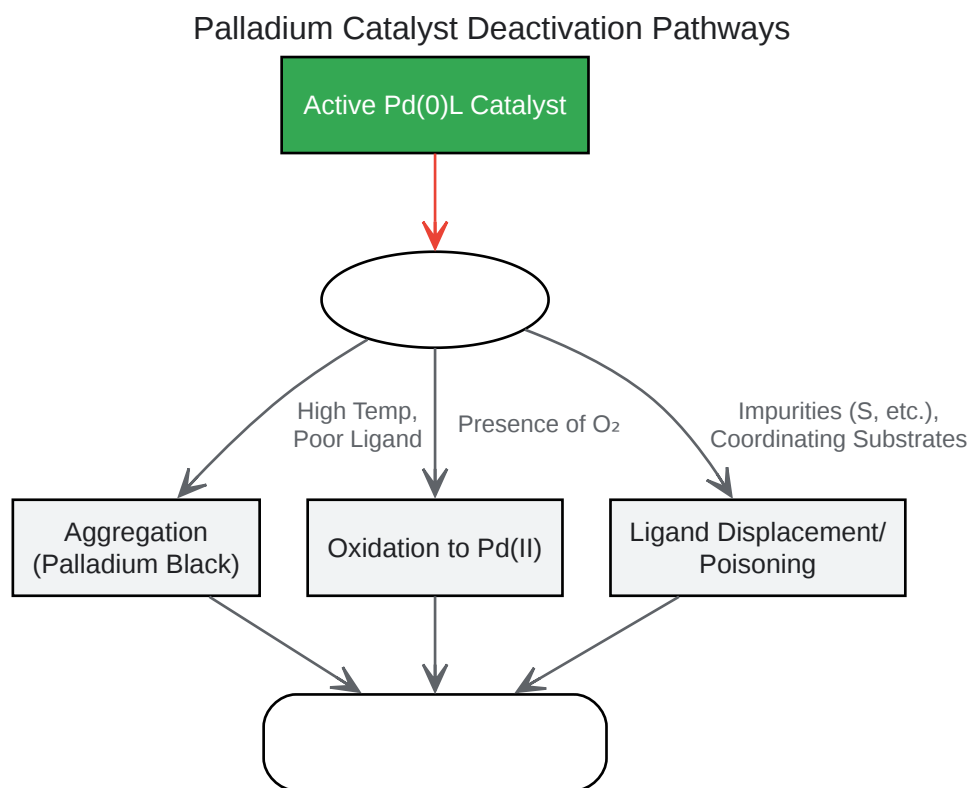 Palladium Catalyst Deactivation Pathways
Active Pd(0)L Catalyst
High Temp,
Poor Ligand
Presence of O₂
Impurities (S, etc.),
Coordinating Substrates
Aggregation
(Palladium Black)
Oxidation to Pd(II)
Ligand Displacement/
Poisoning